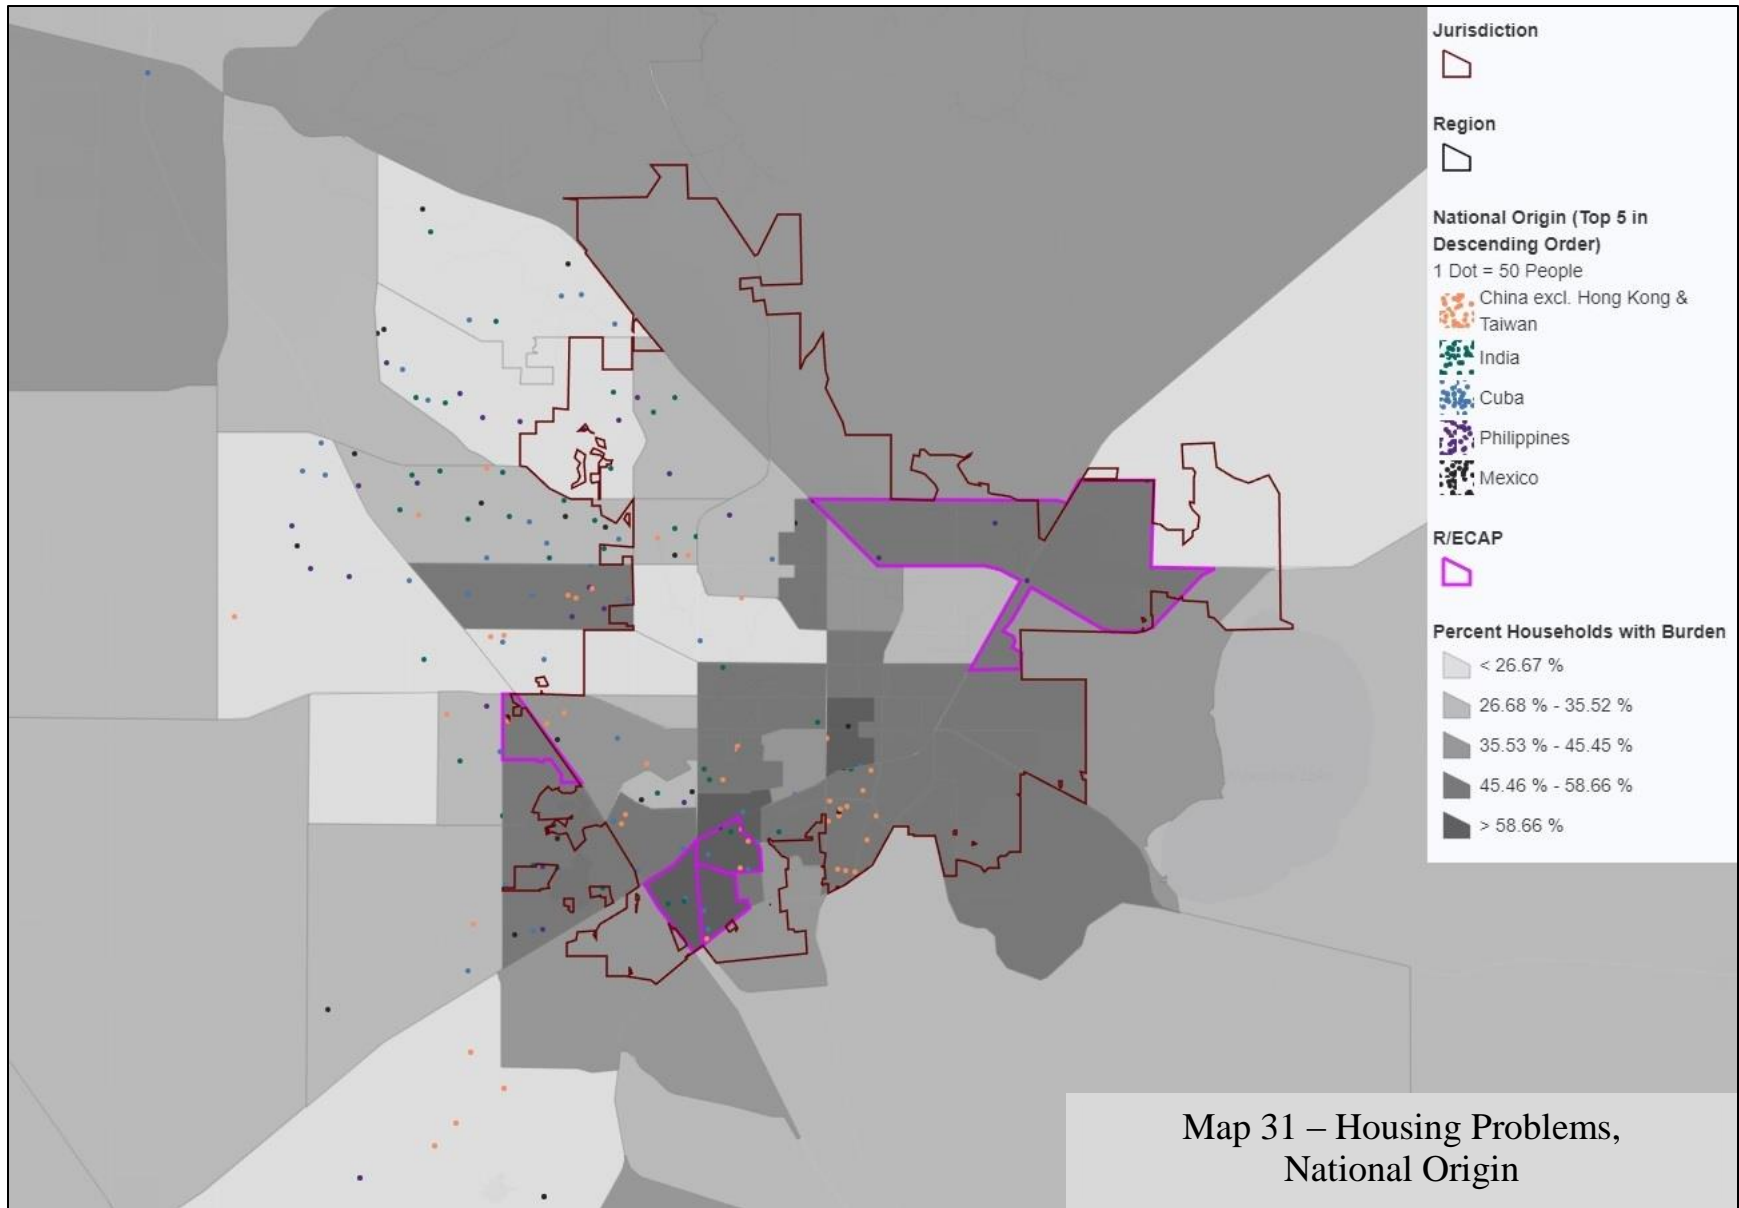 Jurisdiction
Region
National Origin (Top 5 in
Descending Order)
1 Dot = 50 People
China excl. Hong Kong &
Taiwan
India
Cuba
Philippines
Mexico
R/ECAP
Percent Households with Burden
< 26.67 %
26.68 % - 35.52 %
35.53 % - 45.45 %
45.46 % - 58.66 %
> 58.66 %
Map 31 – Housing Problems,
National Origin